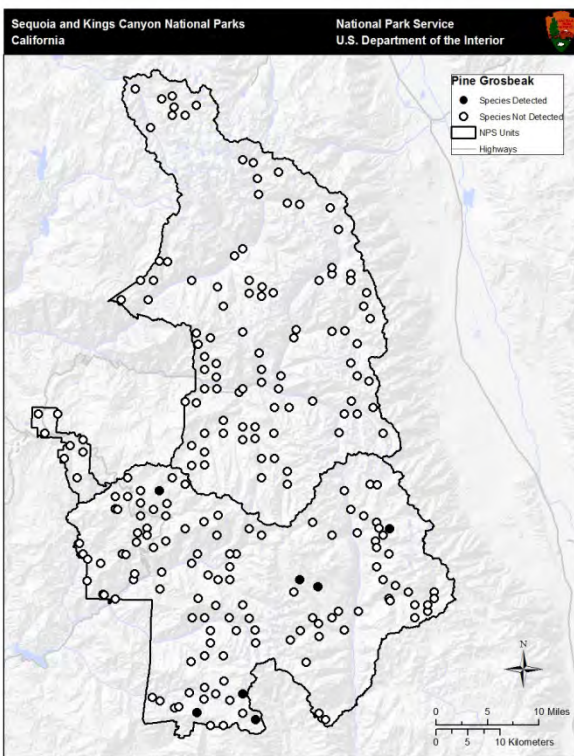 Sequoia and Kings Canyon National Parks
California
National Park Service
U.S. Department of the Interior
Pine Grosbeak
Species Detected
Species Not Detected
NPS Units
Highways
N
0 5 10 Miles
0 5 10 Kilometers